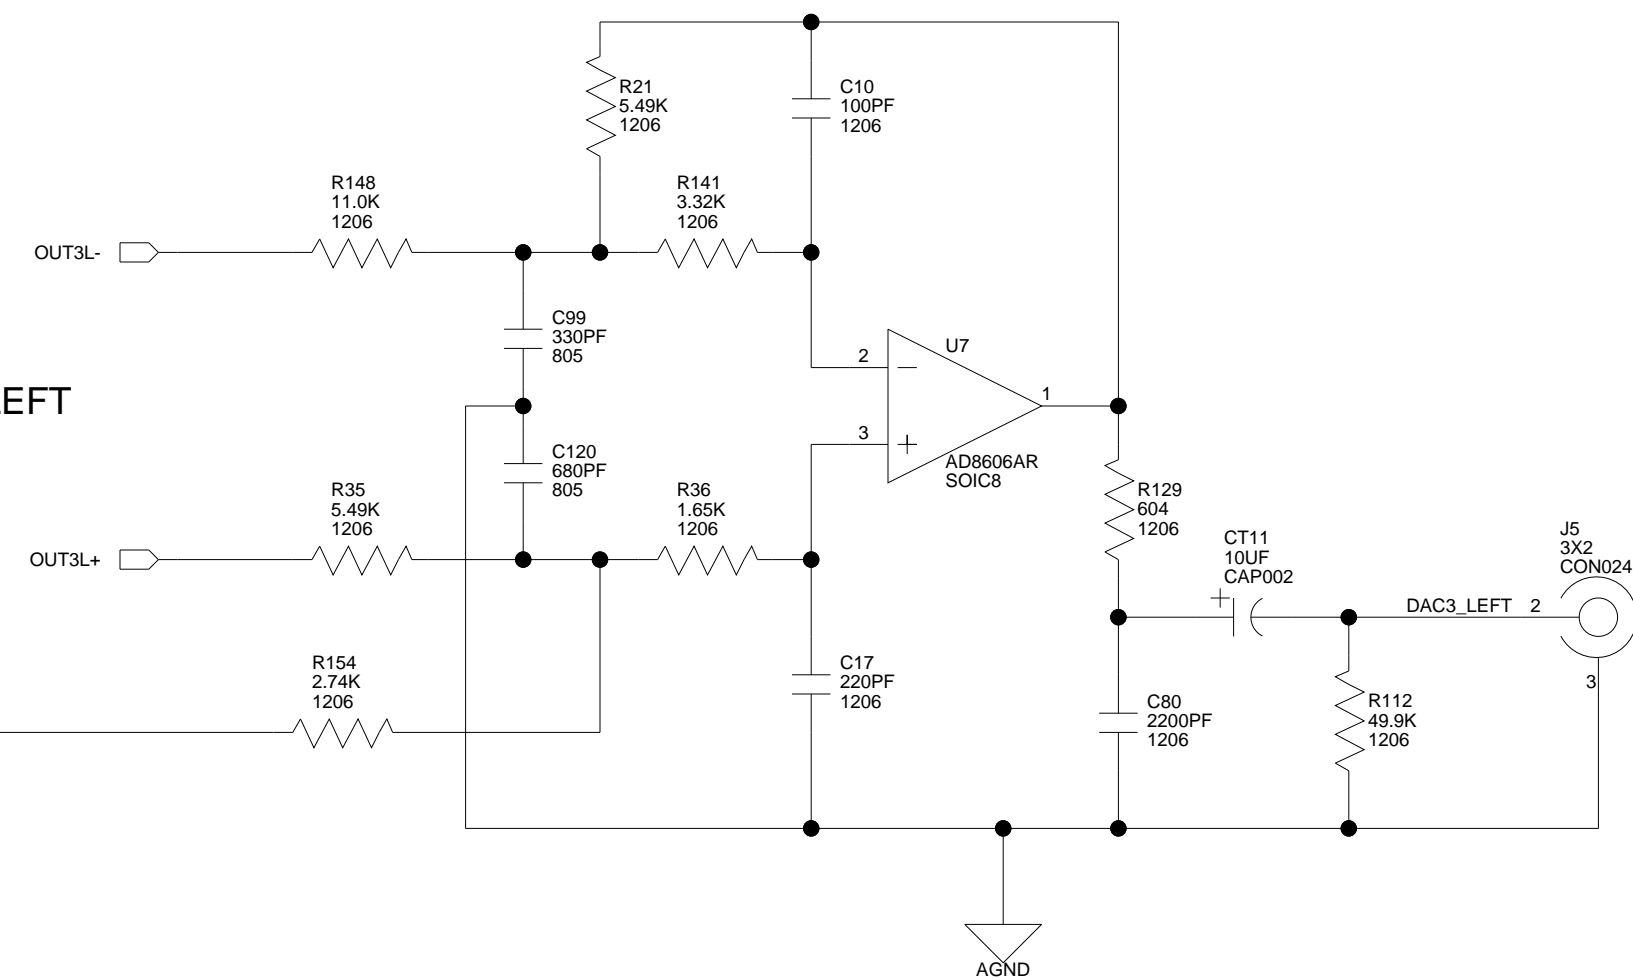 R21
5.49K
1206
C10
100PF
1206
R148
11.0K
1206
R141
3.32K
1206
OUT3L-
C99
330PF
805
U7
2
1
EFT
3
C120
680PF
805
AD8606AR
SOIC8
R35
5.49K
1206
R36
1.65K
1206
R129
604
1206
OUT3L+
CT11
10UF
CAP002
J5
3X2
CON024
DAC3_LEFT 2
R154
2.74K
1206
C17
220PF
1206
3
C80
2200PF
1206
R112
49.9K
1206
AGND